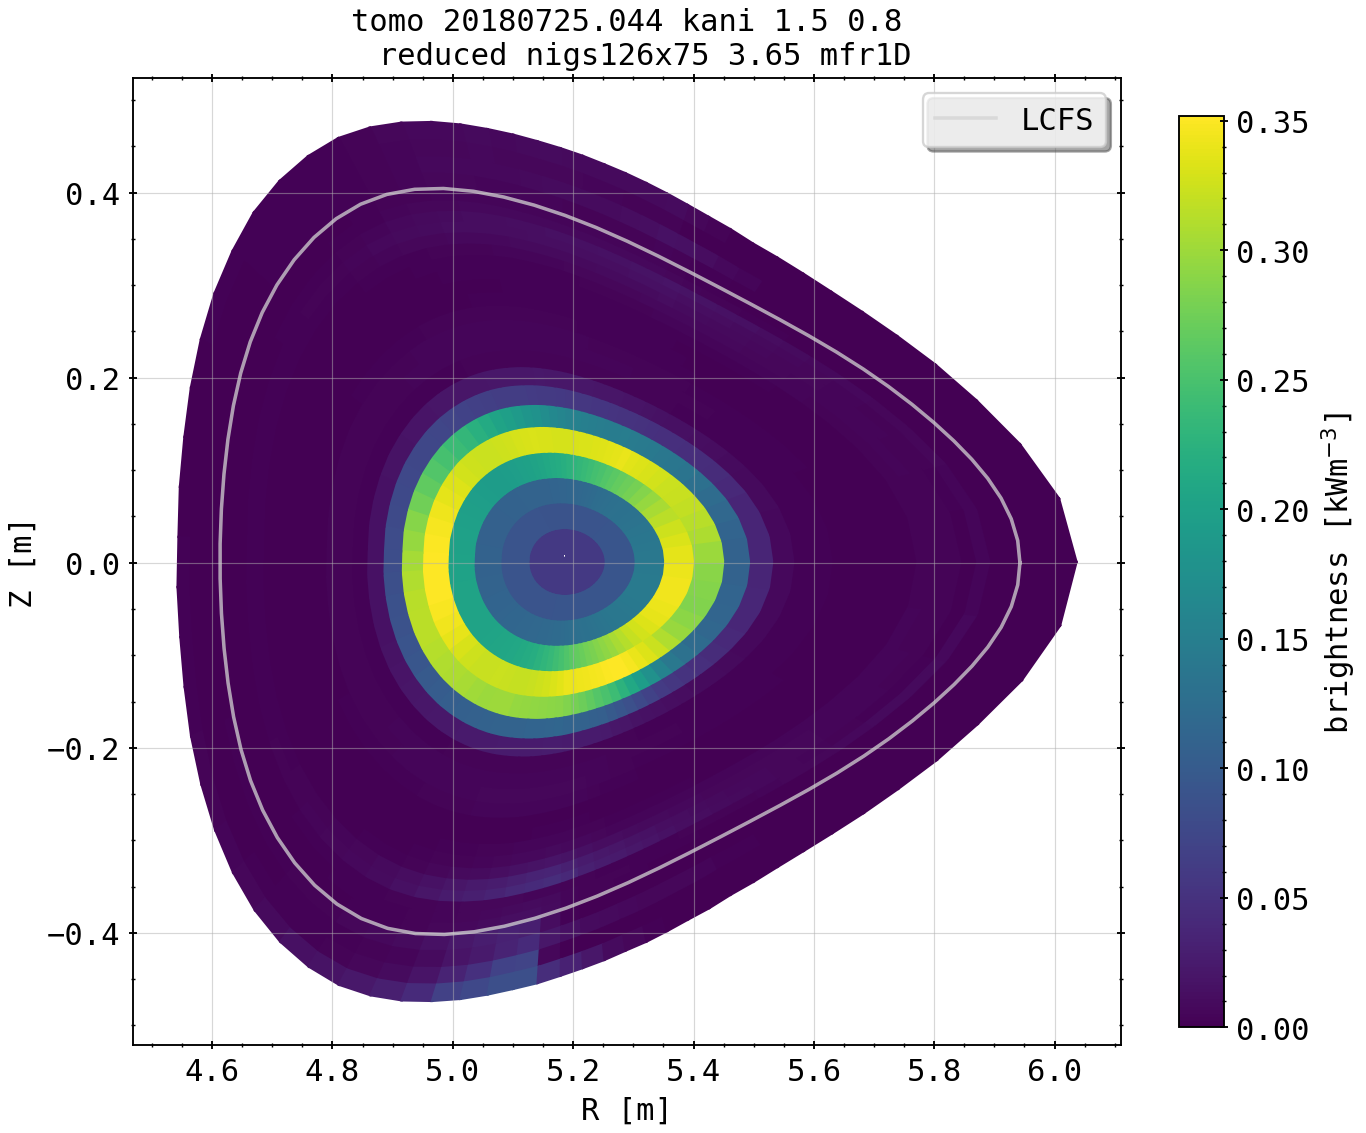 tomo 20180725.044 kani 1.5 0.8
reduced nigs126x75 3.65 mfr1D
LCFS
0.4
0.2
0.0
−0.2
−0.4
Z [m]
4.6 4.8 5.0 5.2 5.4 5.6 5.8 6.0
R [m]
0.35
0.30
0.25
0.20
0.15
0.10
0.05
0.00
brightness [kWm⁻³]